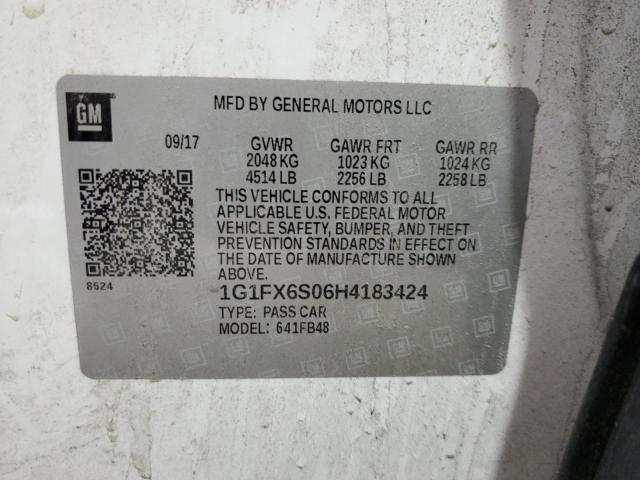 GM
MFD BY GENERAL MOTORS LLC
09/17 GVWR GAWR FRT GAWR RR
2048 KG 1023 KG 1024 KG
4514 LB 2256 LB 2258 LB
THIS VEHICLE CONFORMS TO ALL
APPLICABLE U.S. FEDERAL MOTOR
VEHICLE SAFETY, BUMPER, AND THEFT
PREVENTION STANDARDS IN EFFECT ON
THE DATE OF MANUFACTURE SHOWN
ABOVE.
8624
1G1FX6S06H4183424
TYPE: PASS CAR
MODEL: 641FB48